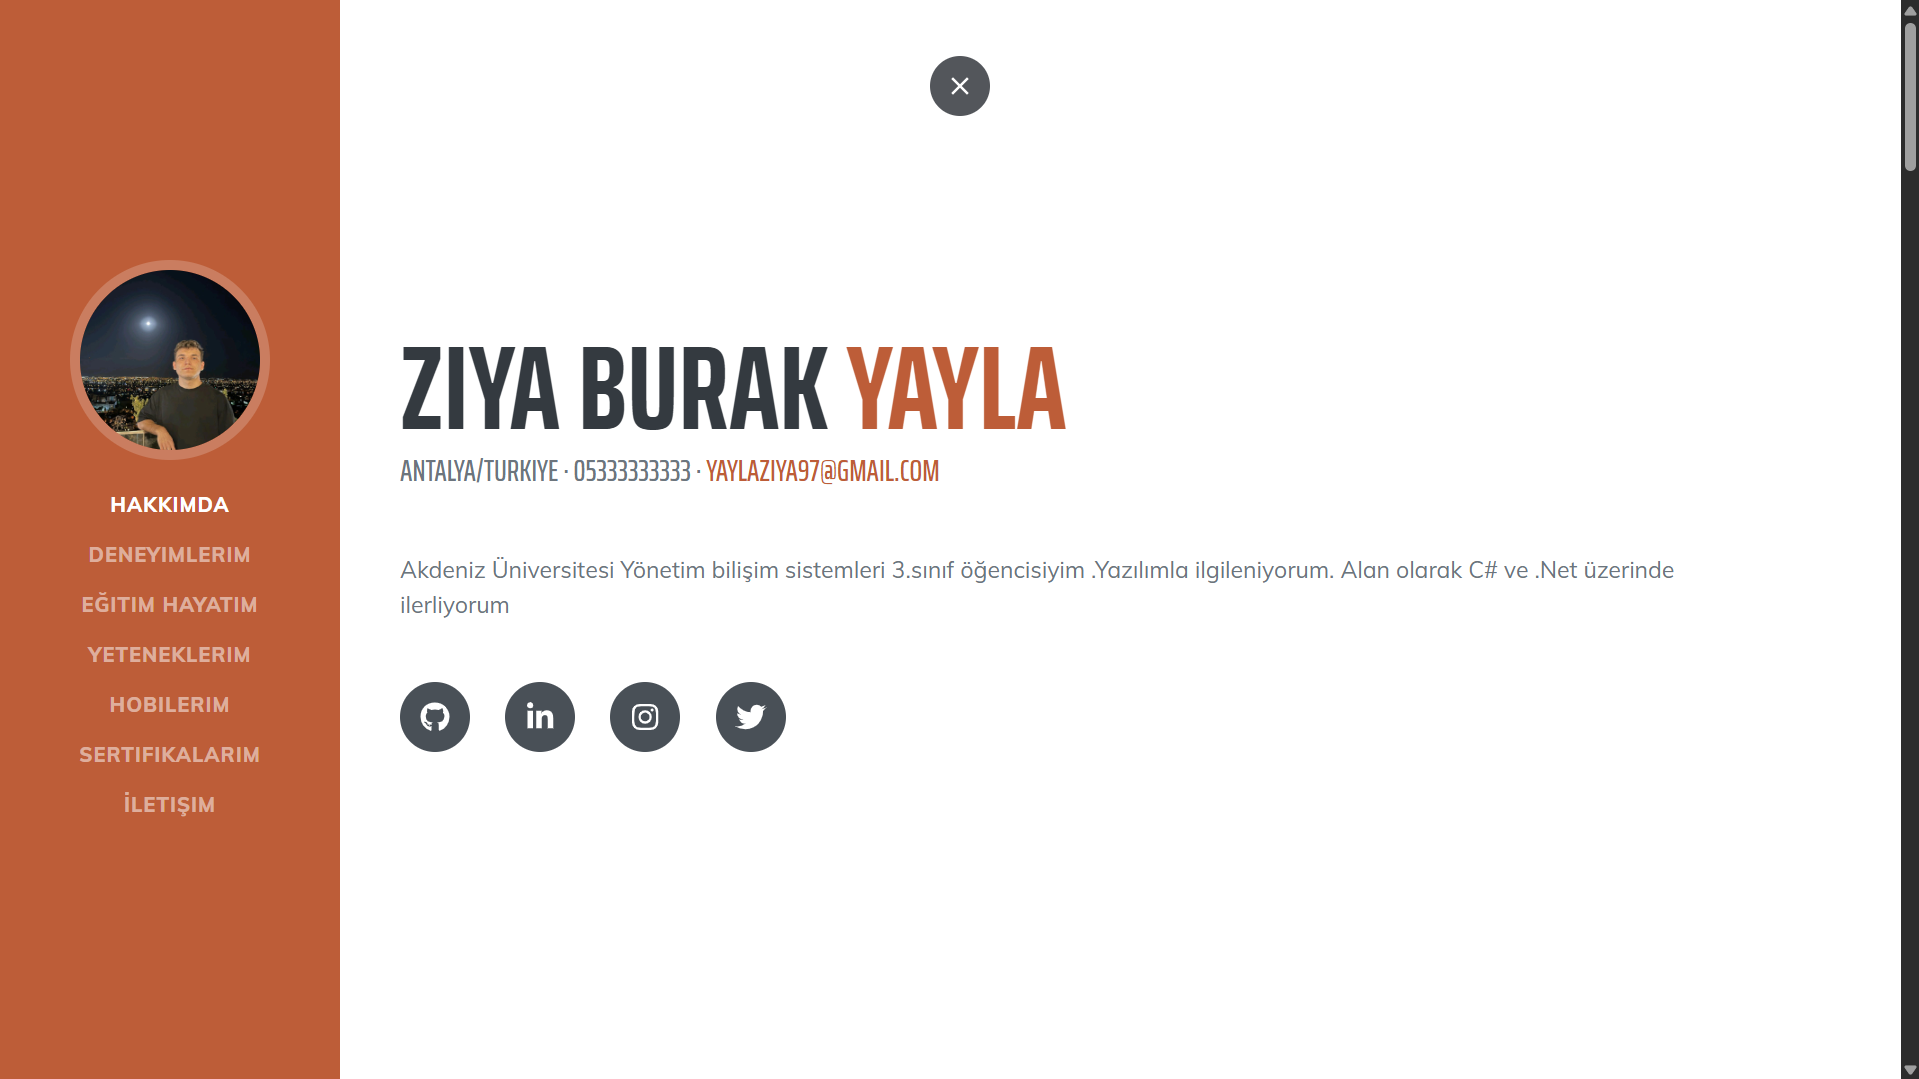 HAKKIMDA
DENEYIMLERIM
EĞITIM HAYATIM
YETENEKLERIM
HOBILERIM
SERTIFIKALARIM
İLETIŞIM
ZIYA BURAK YAYLA
ANTALYA/TURKIYE · 05333333333 · YAYLAZIYA97@GMAIL.COM
Akdeniz Üniversitesi Yönetim bilişim sistemleri 3.sınıf öğencisiyim .Yazılımla ilgileniyorum. Alan olarak C# ve .Net üzerinde
ilerliyorum